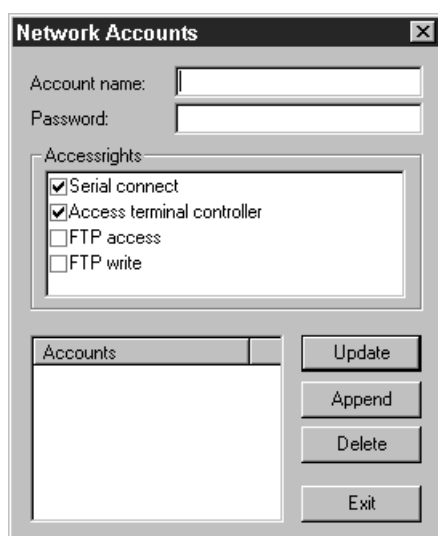 Network Accounts
Account name:
Password:
Accessrights
Serial connect
Access terminal controller
FTP access
FTP write
Accounts
Update
Append
Delete
Exit